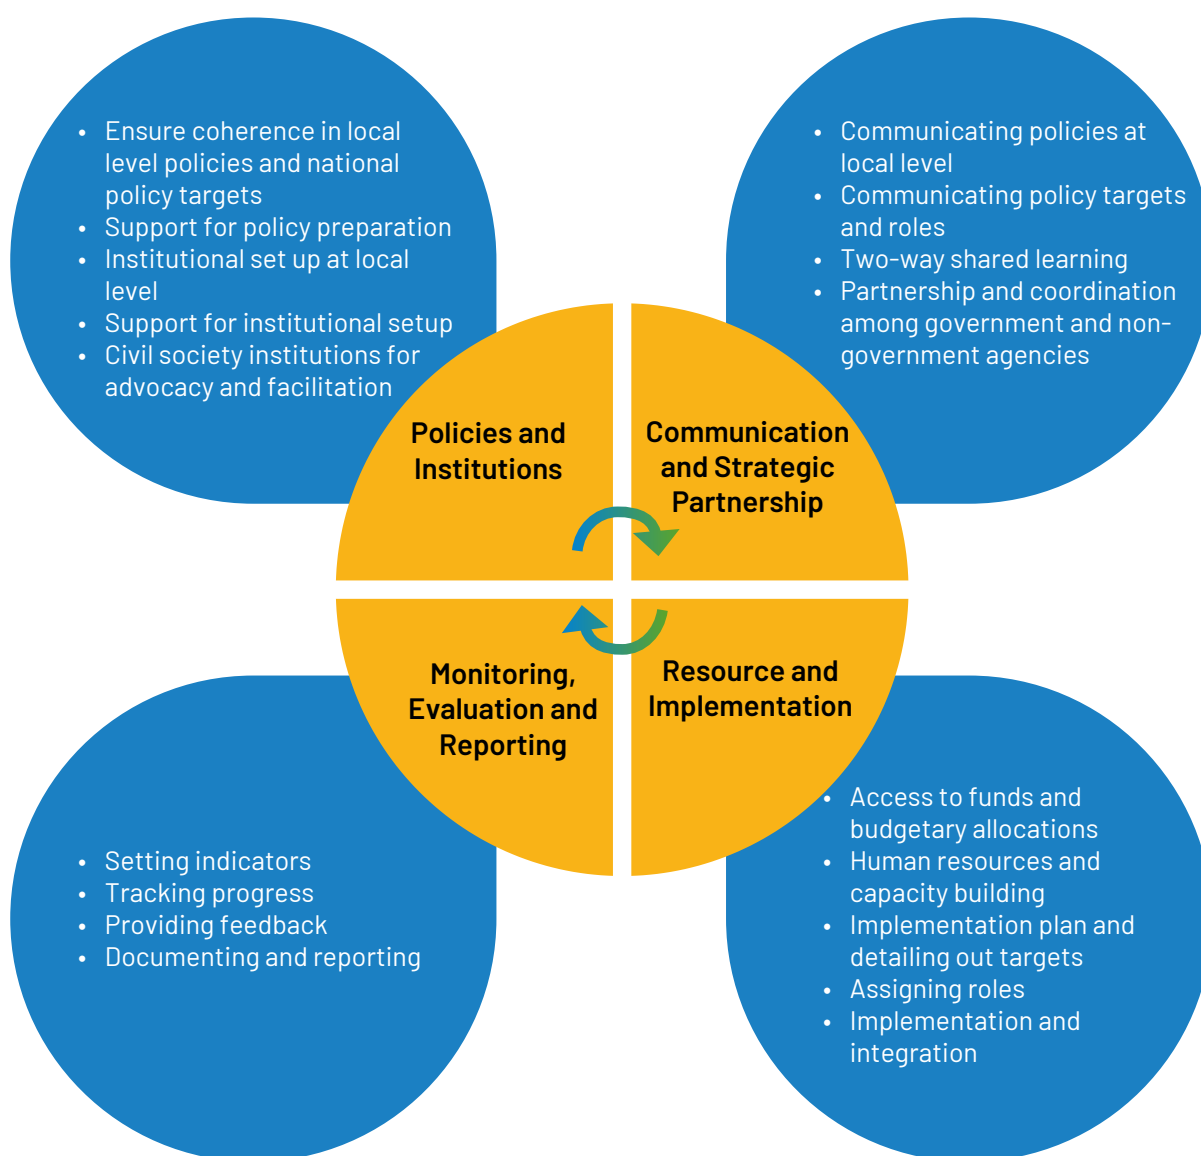 • Ensure coherence in local
level policies and national
policy targets
• Support for policy preparation
• Institutional set up at local
level
• Support for institutional setup
• Civil society institutions for
advocacy and facilitation
• Communicating policies at
local level
• Communicating policy targets
and roles
• Two-way shared learning
• Partnership and coordination
among government and non-
government agencies
Policies and
Institutions
Communication
and Strategic
Partnership
Monitoring,
Evaluation and
Reporting
Resource and
Implementation
• Setting indicators
• Tracking progress
• Providing feedback
• Documenting and reporting
• Access to funds and
budgetary allocations
• Human resources and
capacity building
• Implementation plan and
detailing out targets
• Assigning roles
• Implementation and
integration